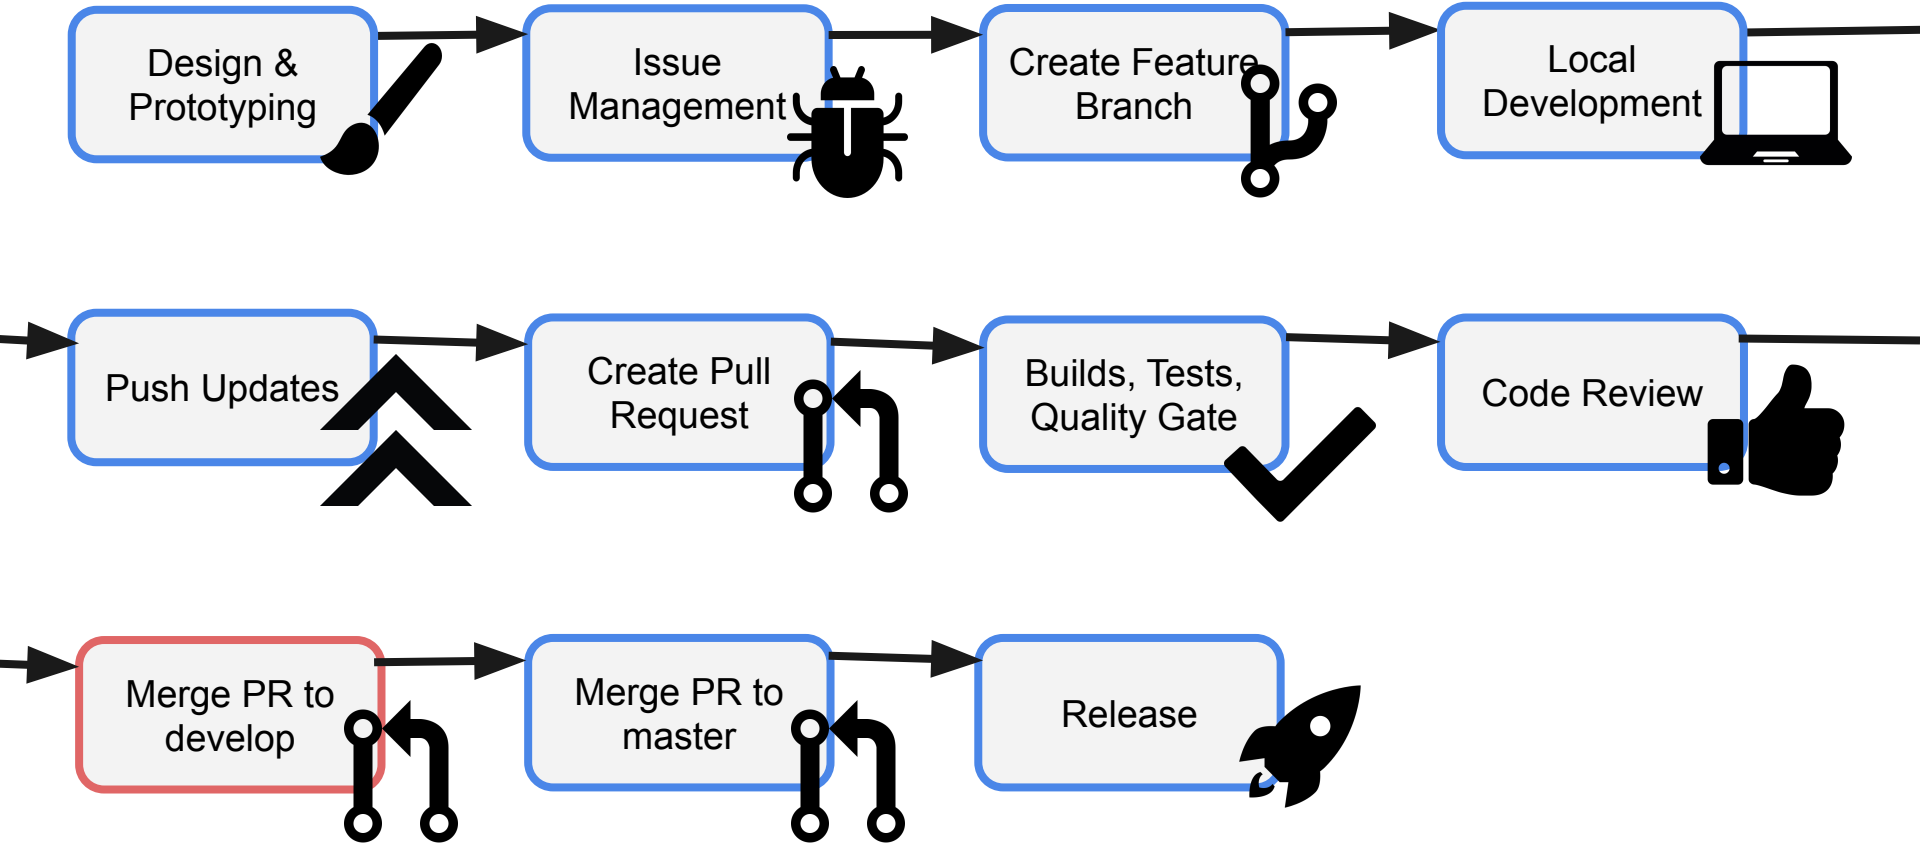 Design &
Prototyping
Issue
Management
Create Feature
Branch
Local
Development
Push Updates
Create Pull
Request
Builds, Tests,
Quality Gate
Code Review
Merge PR to
develop
Merge PR to
master
Release